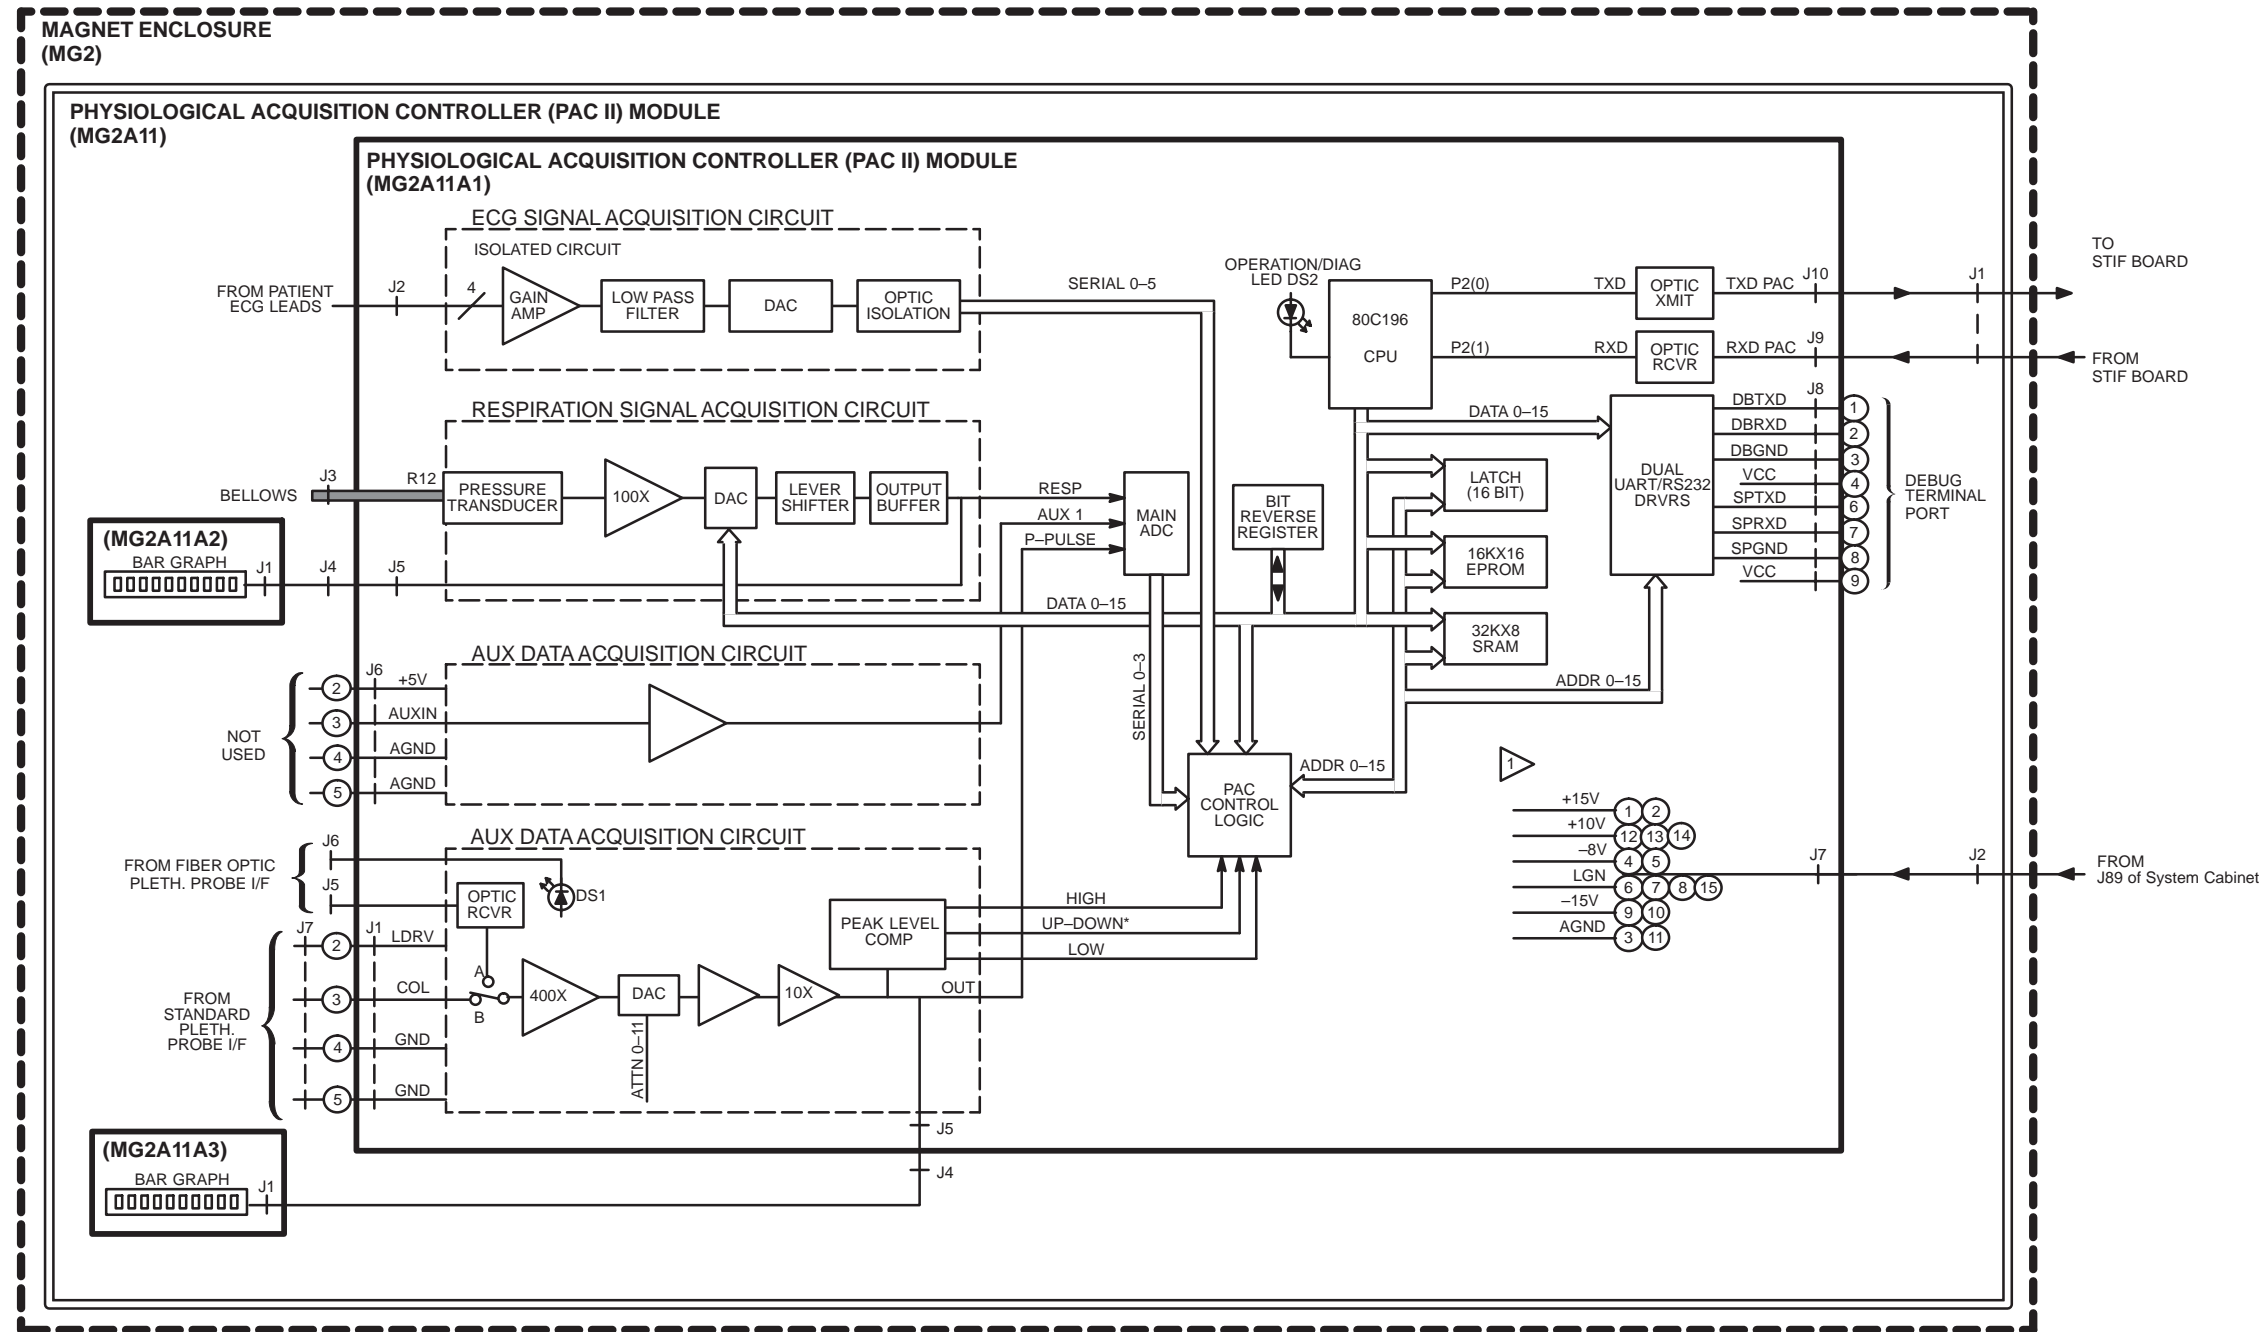 MAGNET ENCLOSURE
(MG2)
PHYSIOLOGICAL ACQUISITION CONTROLLER (PAC II) MODULE
(MG2A11)
PHYSIOLOGICAL ACQUISITION CONTROLLER (PAC II) MODULE
(MG2A11A1)
ECG SIGNAL ACQUISITION CIRCUIT
ISOLATED CIRCUIT
FROM PATIENT
ECG LEADS
J2
4
GAIN
AMP
LOW PASS
FILTER
DAC
OPTIC
ISOLATION
SERIAL 0–5
OPERATION/DIAG
LED DS2
80C196
CPU
P2(0)
TXD
OPTIC
XMIT
TXD PAC
J10
J1
TO
STIF BOARD
P2(1)
RXD
OPTIC
RCVR
RXD PAC
J9
FROM
STIF BOARD
RESPIRATION SIGNAL ACQUISITION CIRCUIT
BELLOWS
J3
R12
PRESSURE
TRANSDUCER
100X
DAC
LEVER
SHIFTER
OUTPUT
BUFFER
RESP
AUX 1
P–PULSE
MAIN
ADC
BIT
REVERSE
REGISTER
DATA 0–15
LATCH
(16 BIT)
16KX16
EPROM
32KX8
SRAM
DUAL
UART/RS232
DRVRS
J8
DBTXD
1
DBRXD
2
DBGND
3
VCC
4
SPTXD
6
SPRXD
7
SPGND
8
VCC
9
DEBUG
TERMINAL
PORT
(MG2A11A2)
BAR GRAPH
J1
J4
J5
DATA 0–15
SERIAL 0–3
ADDR 0–15
ADDR 0–15
AUX DATA ACQUISITION CIRCUIT
NOT
USED
J6
2
+5V
3
AUXIN
4
AGND
5
AGND
PAC
CONTROL
LOGIC
1
+15V
1
2
+10V
12
13
14
–8V
4
5
LGN
6
7
8
15
–15V
9
10
AGND
3
11
J7
J2
FROM
J89 of System Cabinet
AUX DATA ACQUISITION CIRCUIT
FROM FIBER OPTIC
PLETH. PROBE I/F
J6
J5
OPTIC
RCVR
DS1
FROM
STANDARD
PLETH.
PROBE I/F
J7
J1
2
LDRV
3
COL
4
GND
5
GND
A
B
400X
DAC
ATTN 0–11
10X
PEAK LEVEL
COMP
HIGH
UP–DOWN*
LOW
OUT
J5
J4
(MG2A11A3)
BAR GRAPH
J1